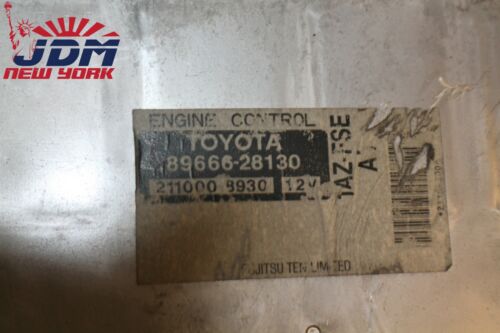 JDM
NEW YORK
ENGINE CONTROL
TOYOTA
89666-28130
211000-8930 12V
1AZ-FSE
A
FUJITSU TEN LIMITED